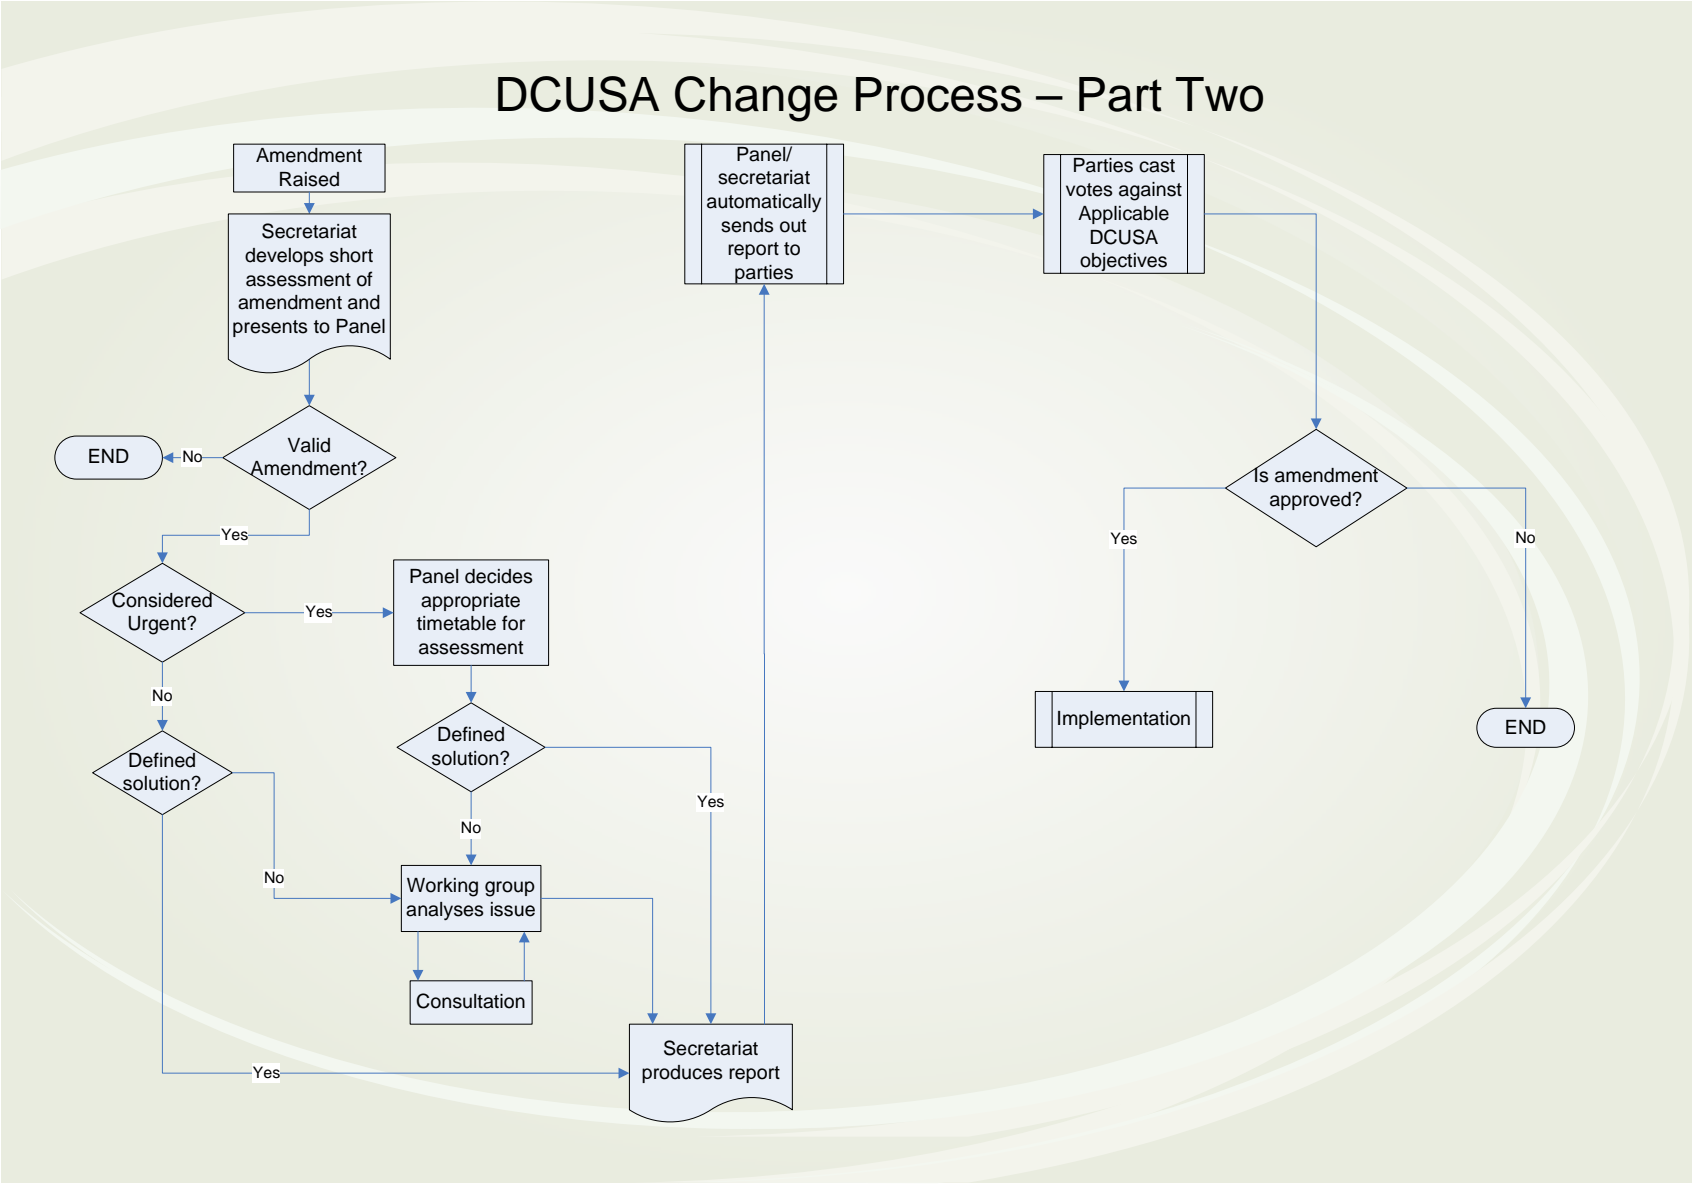 DCUSA Change Process – Part Two
Amendment
Raised
Secretariat
develops short
assessment of
amendment and
presents to Panel
Valid
Amendment?
No
END
Yes
Considered
Urgent?
Yes
Panel decides
appropriate
timetable for
assessment
No
Defined
solution?
Defined
solution?
Yes
No
No
Working group
analyses issue
Consultation
Yes
Secretariat
produces report
Panel/
secretariat
automatically
sends out
report to
parties
Parties cast
votes against
Applicable
DCUSA
objectives
Is amendment
approved?
Yes
No
Implementation
END